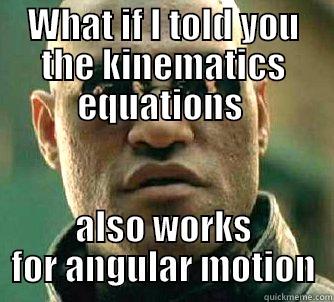 What if I told you
the kinematics
equations
also works
for angular motion
quickmeme.com